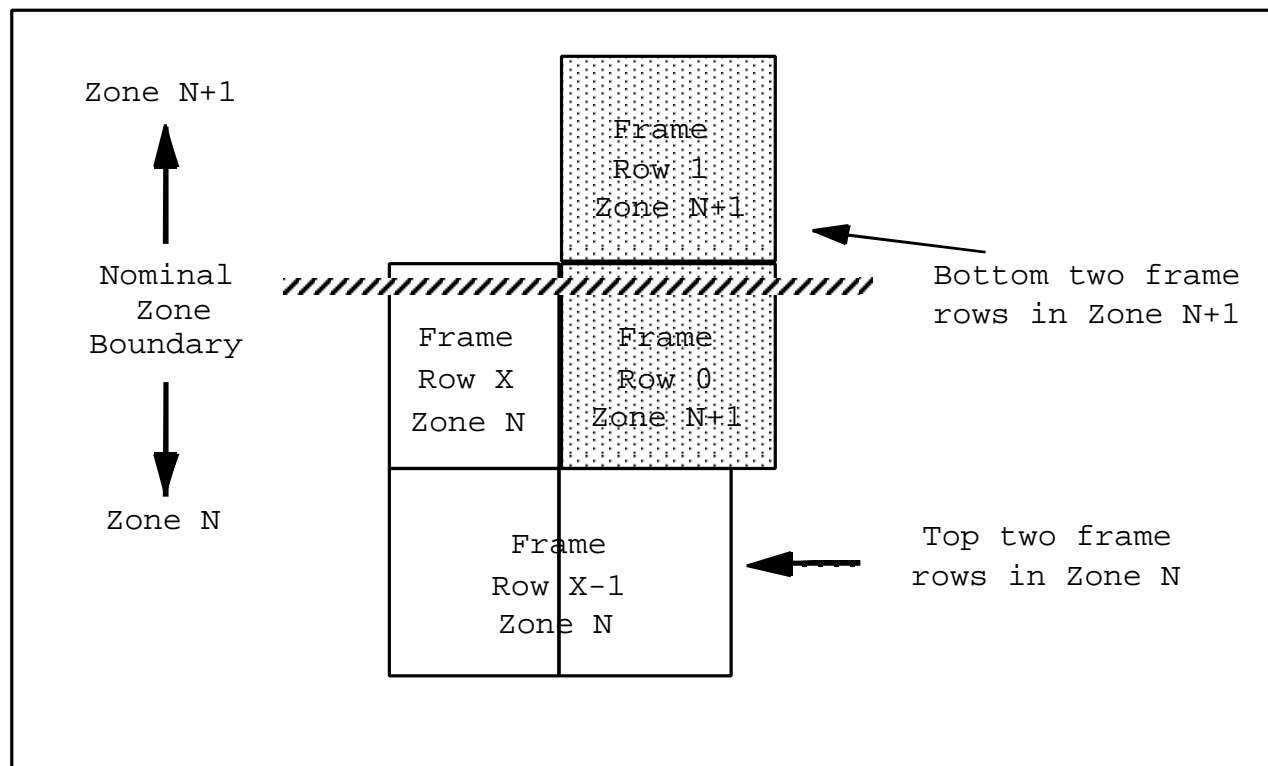 Zone N+1
Nominal
Zone
Boundary
Zone N
Frame
Row 1
Zone N+1
Frame
Row X
Zone N
Frame
Row 0
Zone N+1
Frame
Row X-1
Zone N
Bottom two frame
rows in Zone N+1
Top two frame
rows in Zone N